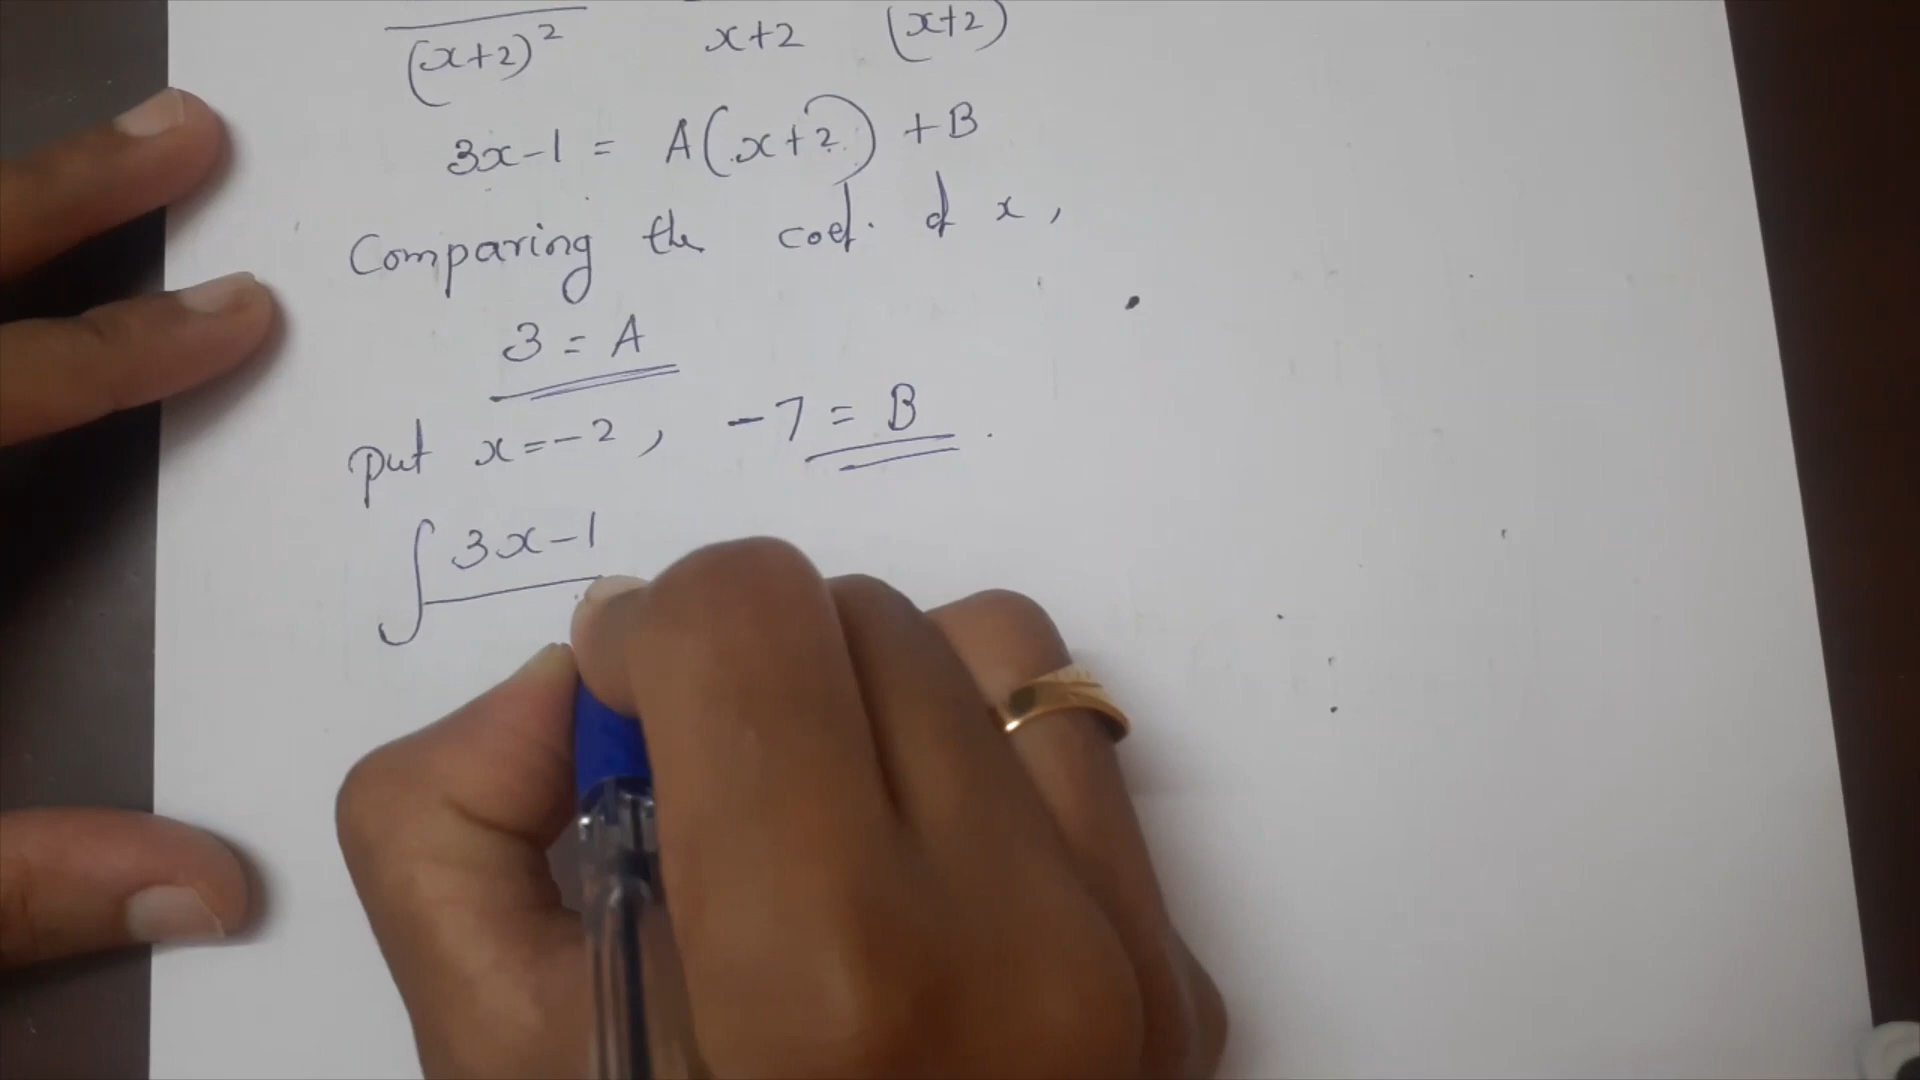 (x+2)² x+2 (x+2)
3x-1 = A(x+2) +B
Comparing the coef. of x,
3 = A
put x=-2, -7 = B.
∫ 3x-1